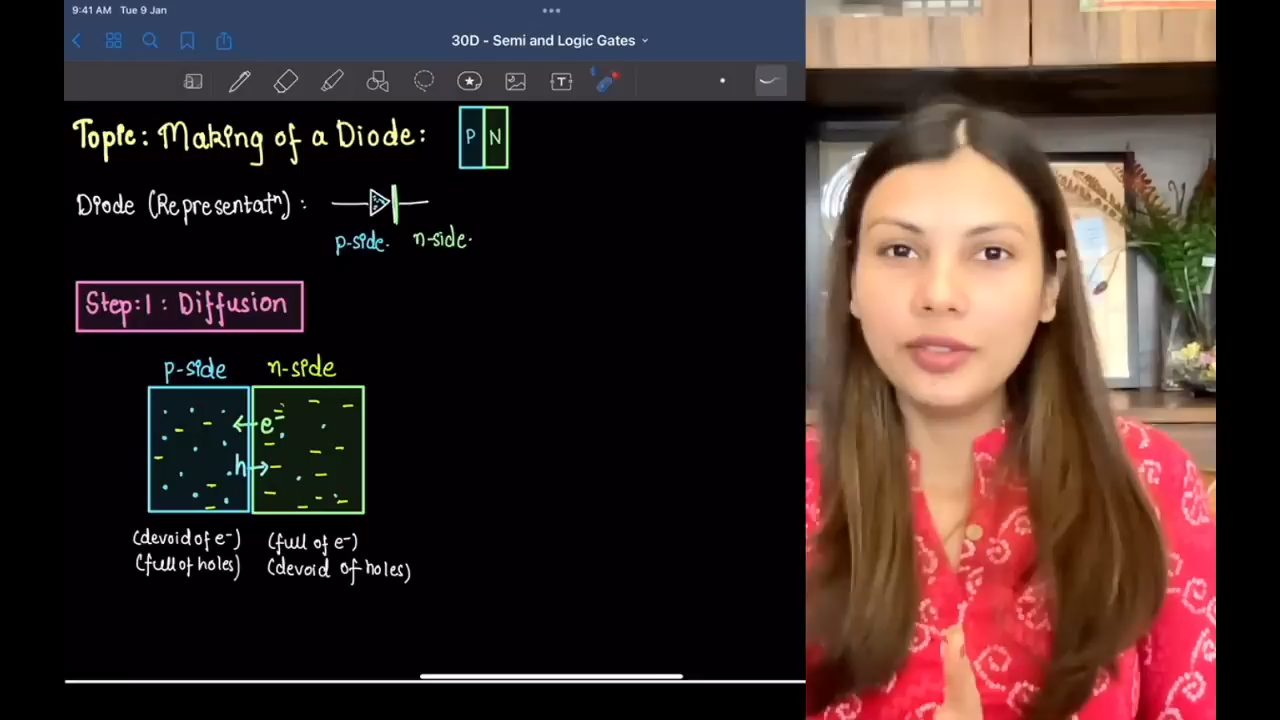 9:41 AM Tue 9 Jan
30D - Semi and Logic Gates
T
Topic: Making of a Diode:
P N
Diode (Representatⁿ) :
p-side. n-side.
Step:1 : Diffusion
p-side n-side
e⁻
h
(devoid of e⁻) (full of e⁻)
(full of holes) (devoid of holes)